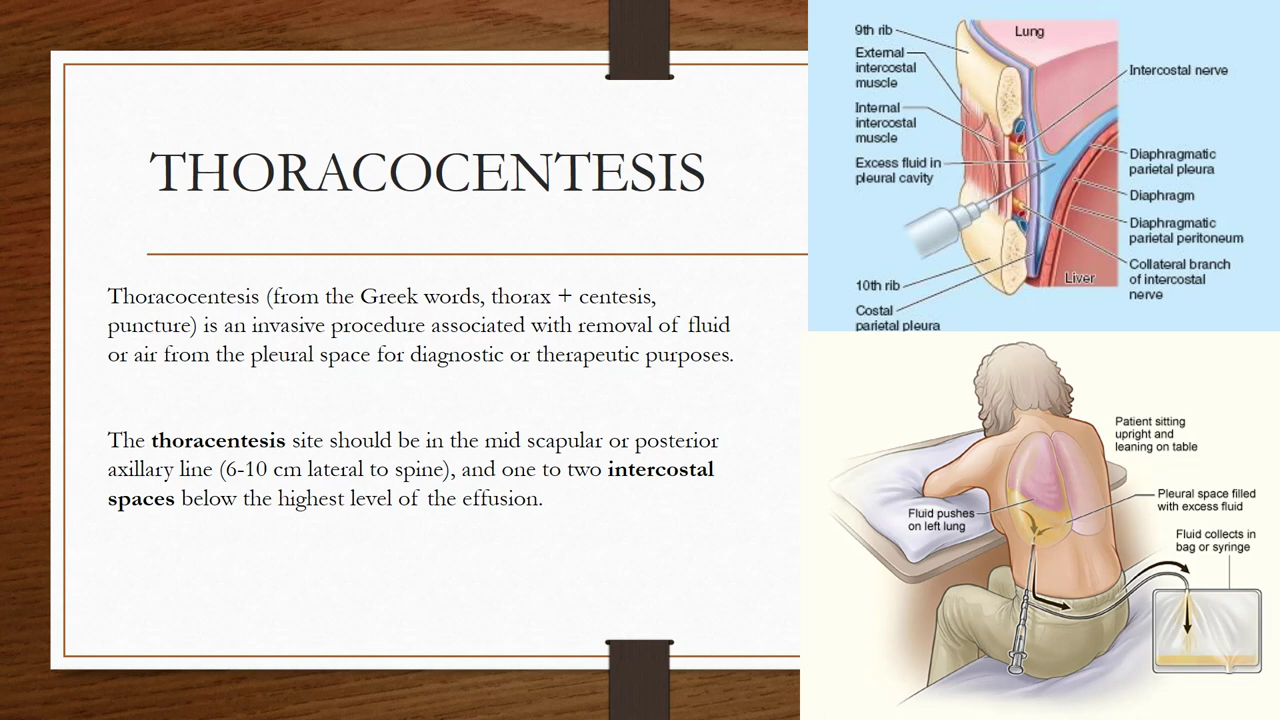 THORACOCENTESIS
Thoracocentesis (from the Greek words, thorax + centesis,
puncture) is an invasive procedure associated with removal of fluid
or air from the pleural space for diagnostic or therapeutic purposes.
The thoracentesis site should be in the mid scapular or posterior
axillary line (6-10 cm lateral to spine), and one to two intercostal
spaces below the highest level of the effusion.
9th rib
External
intercostal
muscle
Internal
intercostal
muscle
Excess fluid in
pleural cavity
10th rib
Costal
parietal pleura
Lung
Liver
Intercostal nerve
Diaphragmatic
parietal pleura
Diaphragm
Diaphragmatic
parietal peritoneum
Collateral branch
of intercostal
nerve
Patient sitting
upright and
leaning on table
Pleural space filled
with excess fluid
Fluid pushes
on left lung
Fluid collects in
bag or syringe